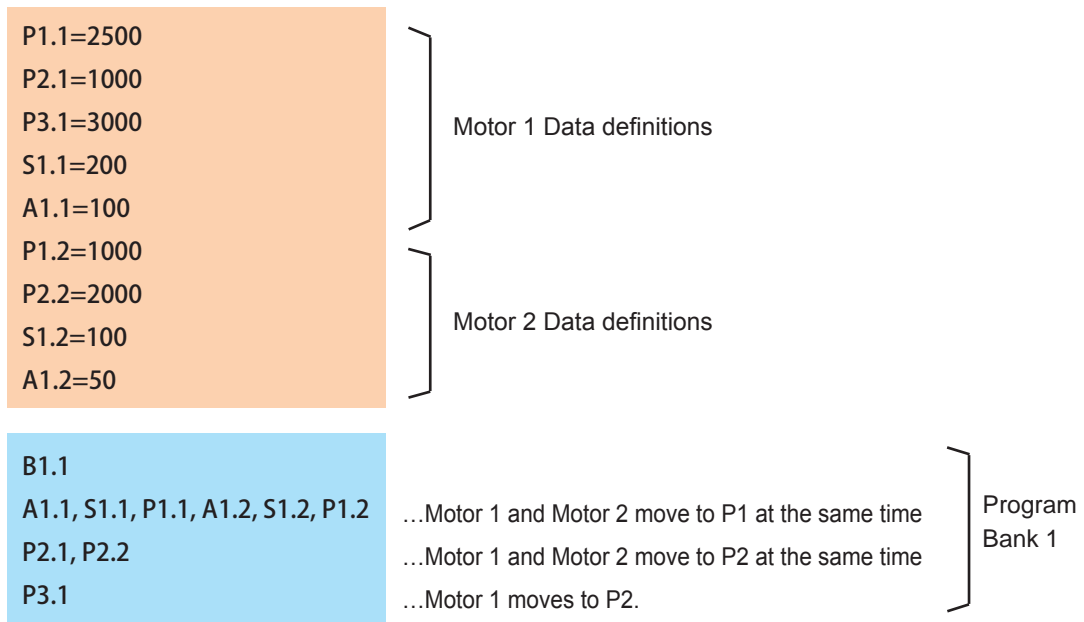 P1.1=2500
P2.1=1000
P3.1=3000
S1.1=200
A1.1=100
Motor 1 Data definitions
P1.2=1000
P2.2=2000
S1.2=100
A1.2=50
Motor 2 Data definitions
B1.1
A1.1, S1.1, P1.1, A1.2, S1.2, P1.2 …Motor 1 and Motor 2 move to P1 at the same time
P2.1, P2.2 …Motor 1 and Motor 2 move to P2 at the same time
P3.1 …Motor 1 moves to P2.
Program
Bank 1